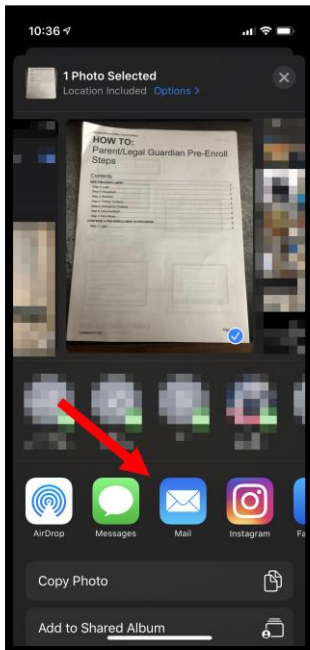 10:36
1 Photo Selected
Location Included Options >
HOW TO:
Parent/Legal Guardian Pre-Enroll
Steps
Contents
AirDrop
Messages
Mail
Instagram
Fa
Copy Photo
Add to Shared Album